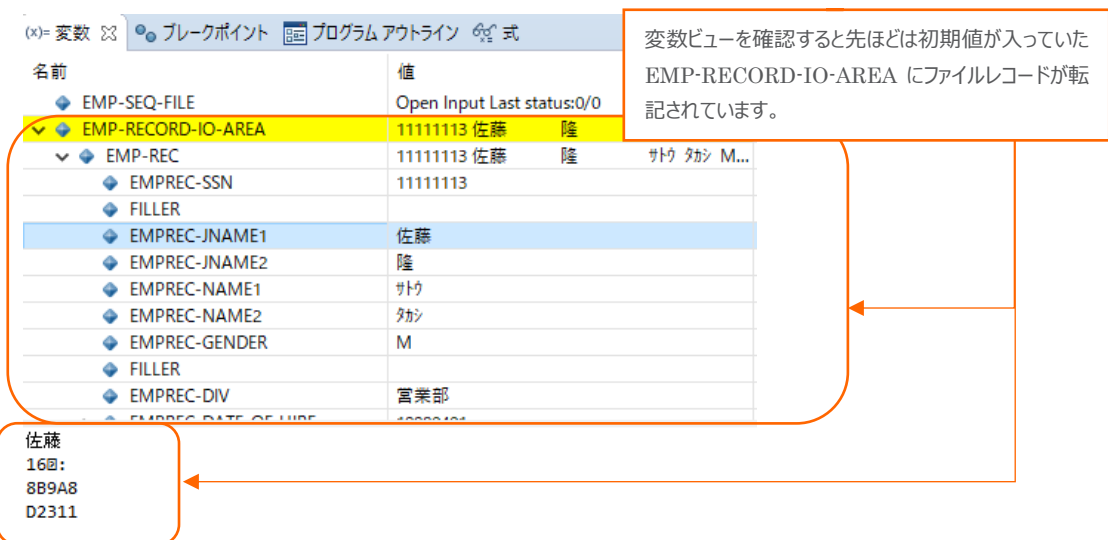 (x)= 変数 ブレークポイント プログラム アウトライン 式
変数ビューを確認すると先ほどは初期値が入っていた
EMP-RECORD-IO-AREA にファイルレコードが転
記されています。
名前 値
EMP-SEQ-FILE Open Input Last status:0/0
EMP-RECORD-IO-AREA 11111113 佐藤 隆
EMP-REC 11111113 佐藤 隆 ｻﾄｳ ﾀｶｼ M...
EMPREC-SSN 11111113
FILLER
EMPREC-JNAME1 佐藤
EMPREC-JNAME2 隆
EMPREC-NAME1 ｻﾄｳ
EMPREC-NAME2 ﾀｶｼ
EMPREC-GENDER M
FILLER
EMPREC-DIV 営業部
EMPREC-DATE-OF-HIRE
佐藤
16回:
8B9A8
D2311